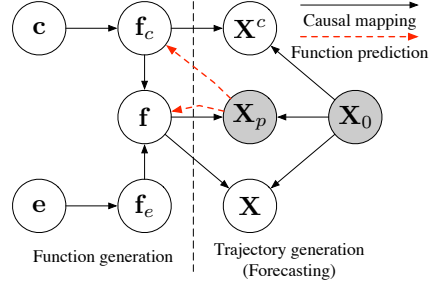 c
f_c
X^c
Causal mapping
Function prediction
f
X_p
X_0
e
f_e
X
Function generation
Trajectory generation
(Forecasting)